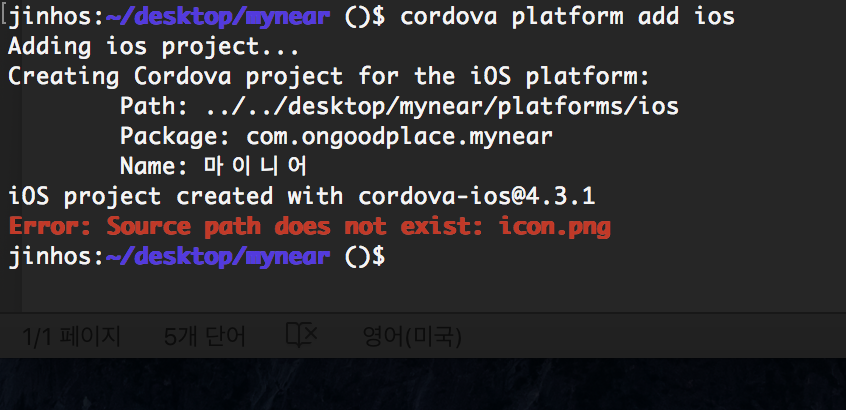 jinhos:~/desktop/mynear ()$ cordova platform add ios
Adding ios project...
Creating Cordova project for the iOS platform:
Path: ../../desktop/mynear/platforms/ios
Package: com.ongoodplace.mynear
Name: 마이니어
iOS project created with cordova-ios@4.3.1
Error: Source path does not exist: icon.png
jinhos:~/desktop/mynear ()$
1/1 페이지 5개 단어 영어(미국)